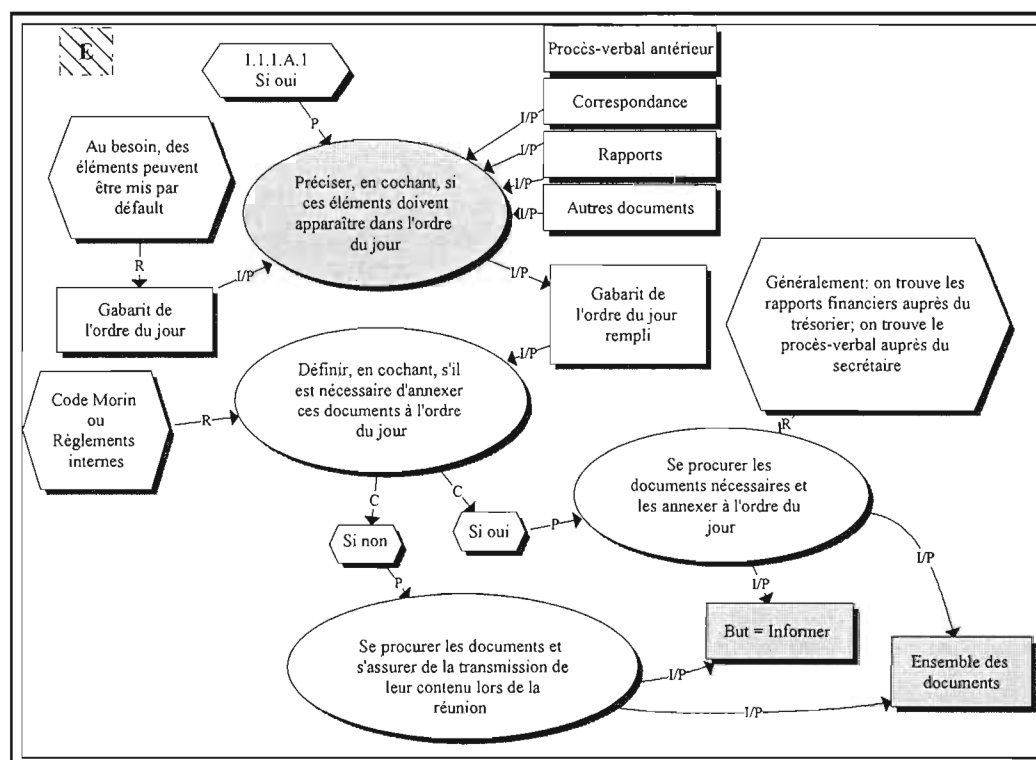 E
1.1.1.A.1
Si oui
P
Procès-verbal antérieur
Correspondance
Rapports
Autres documents
I/P
I/P
I/P
I/P
Au besoin, des
éléments peuvent
être mis par
défault
R
Gabarit de
l'ordre du jour
I/P
Préciser, en cochant, si
ces éléments doivent
apparaître dans l'ordre
du jour
I/P
Gabarit de
l'ordre du jour
rempli
I/P
Généralement: on trouve les
rapports financiers auprès du
trésorier; on trouve le
procès-verbal auprès du
secrétaire
R
Code Morin
ou
Règlements
internes
R
Définir, en cochant, s'il
est nécessaire d'annexer
ces documents à l'ordre
du jour
C
C
Si non
Si oui
P
P
Se procurer les
documents nécessaires et
les annexer à l'ordre du
jour
I/P
I/P
But = Informer
Ensemble des
documents
Se procurer les documents et
s'assurer de la transmission de
leur contenu lors de la
réunion
I/P
I/P